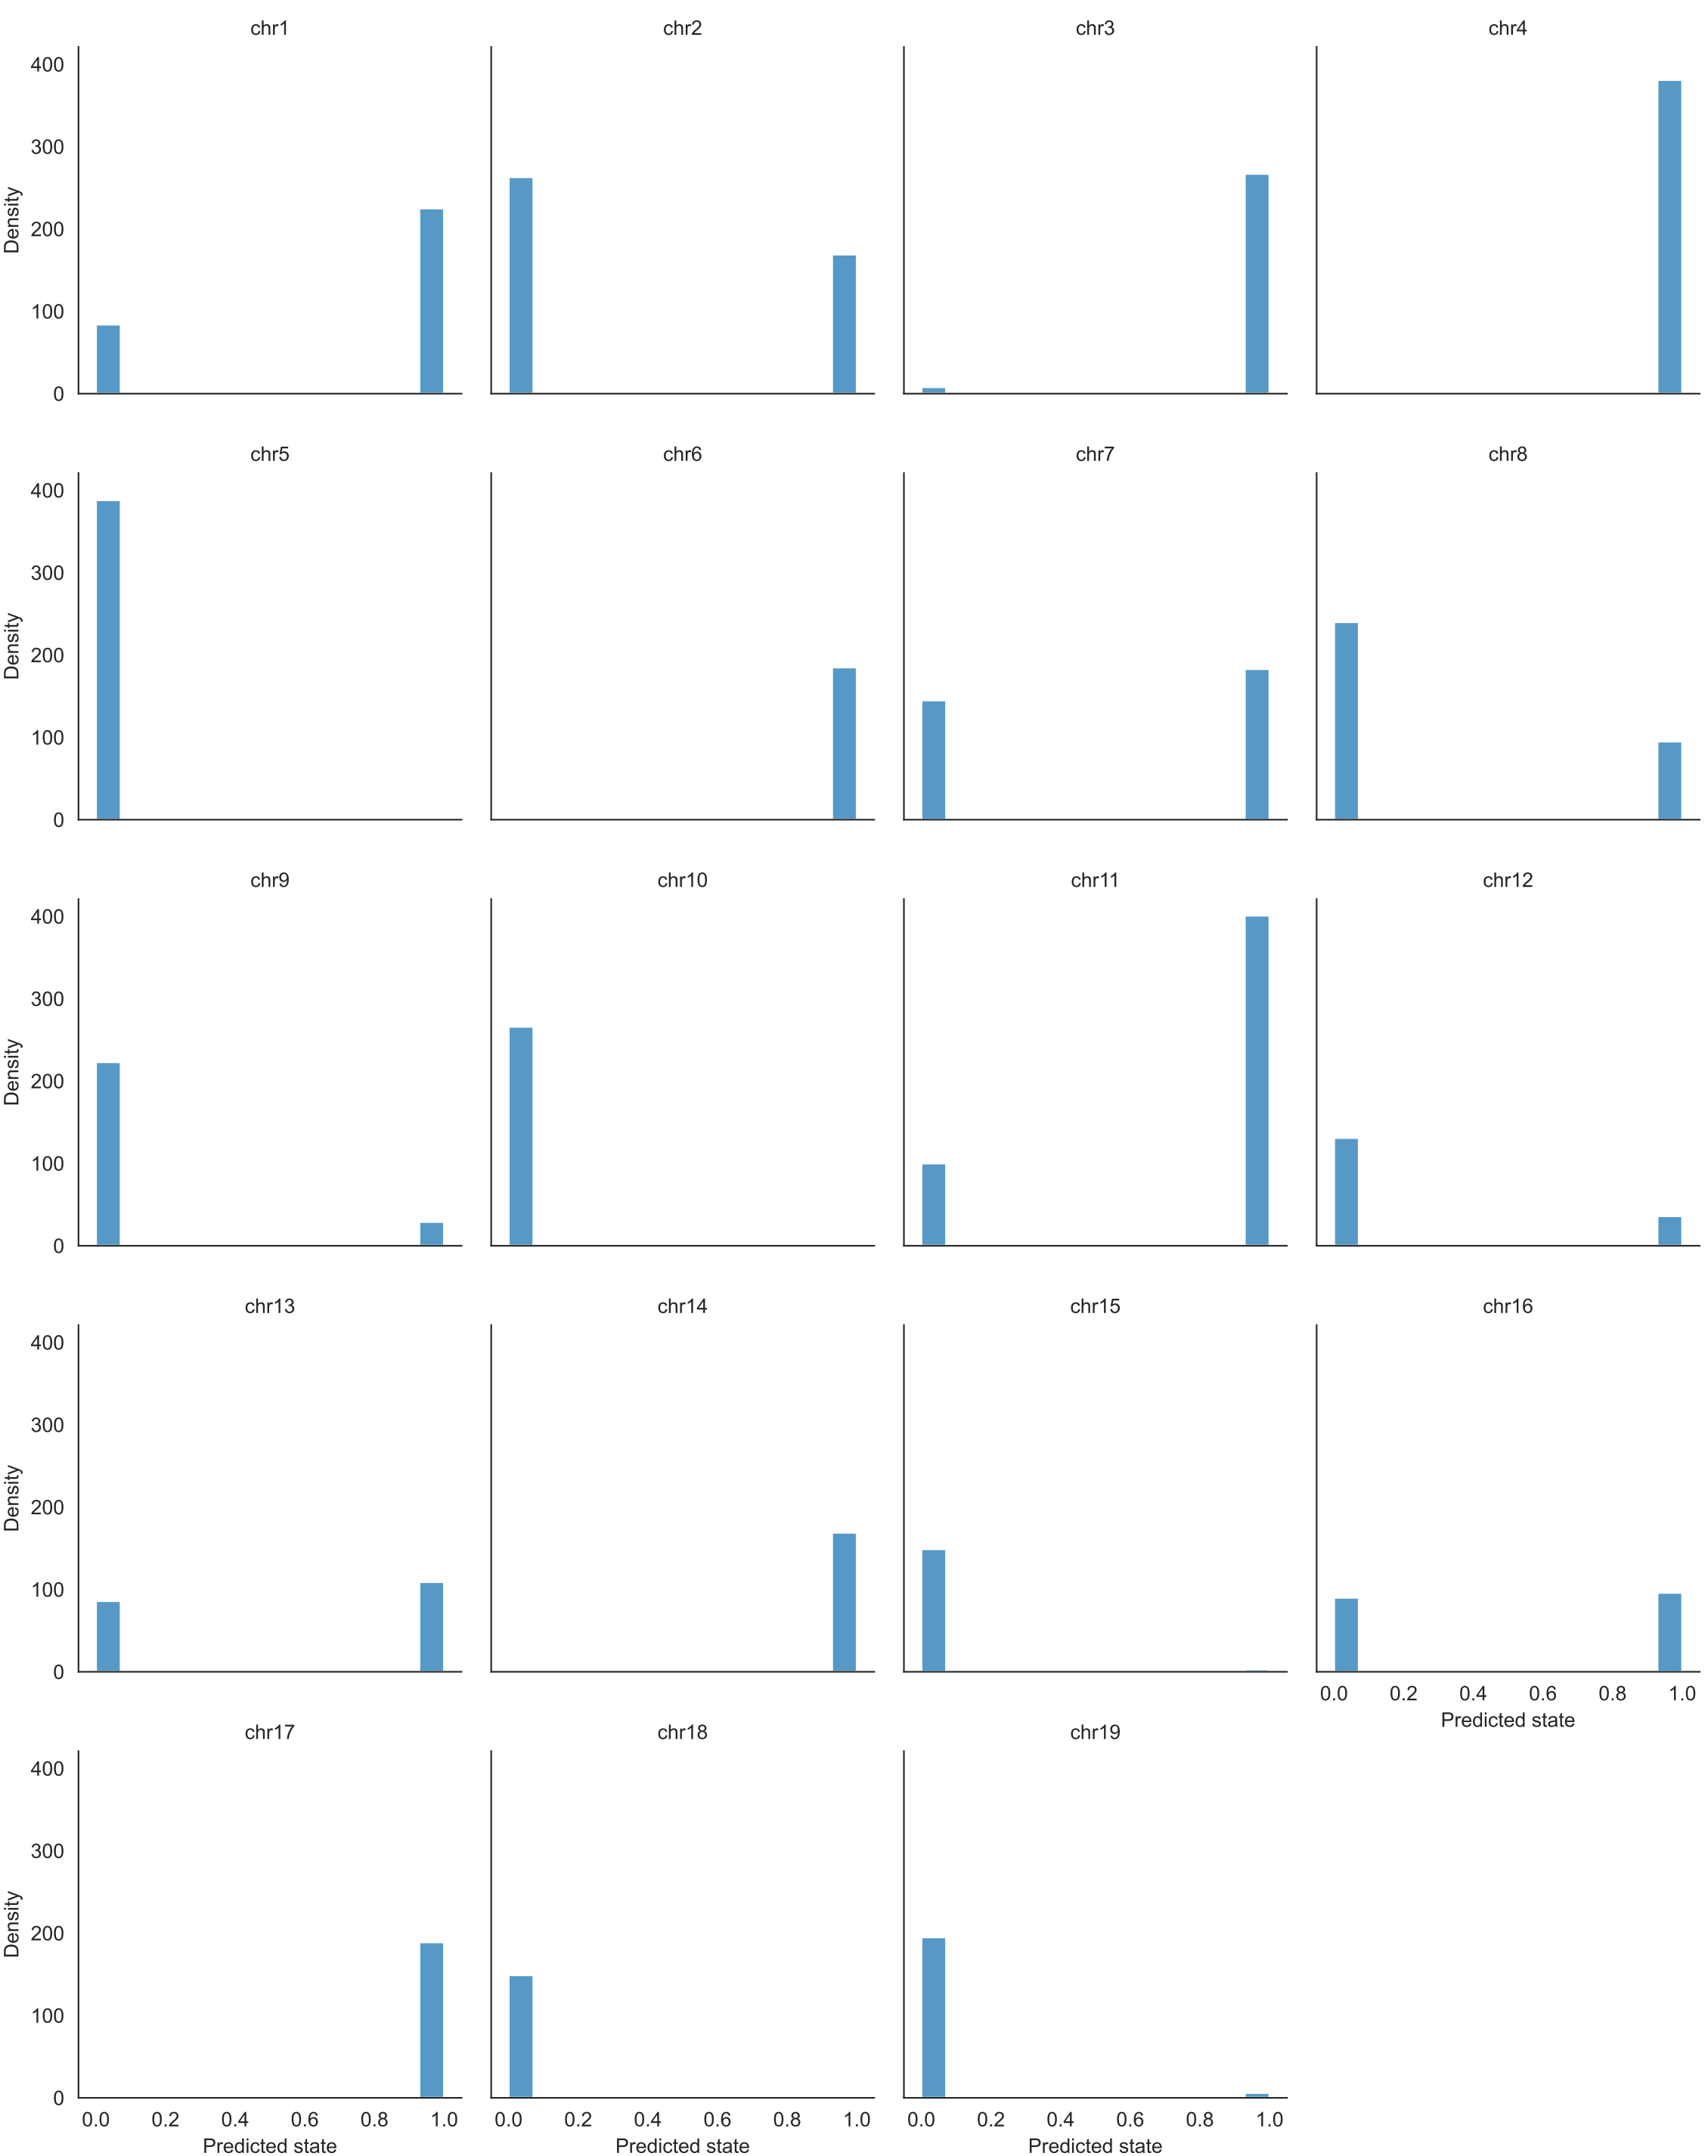 chr1 chr2 chr3 chr4
400
300
200
100
0
Density
chr5 chr6 chr7 chr8
400
300
200
100
0
Density
chr9 chr10 chr11 chr12
400
300
200
100
0
Density
chr13 chr14 chr15 chr16
400
300
200
100
0
Density
0.0 0.2 0.4 0.6 0.8 1.0
Predicted state
chr17 chr18 chr19
400
300
200
100
0
Density
0.0 0.2 0.4 0.6 0.8 1.0 0.0 0.2 0.4 0.6 0.8 1.0 0.0 0.2 0.4 0.6 0.8 1.0
Predicted state Predicted state Predicted state